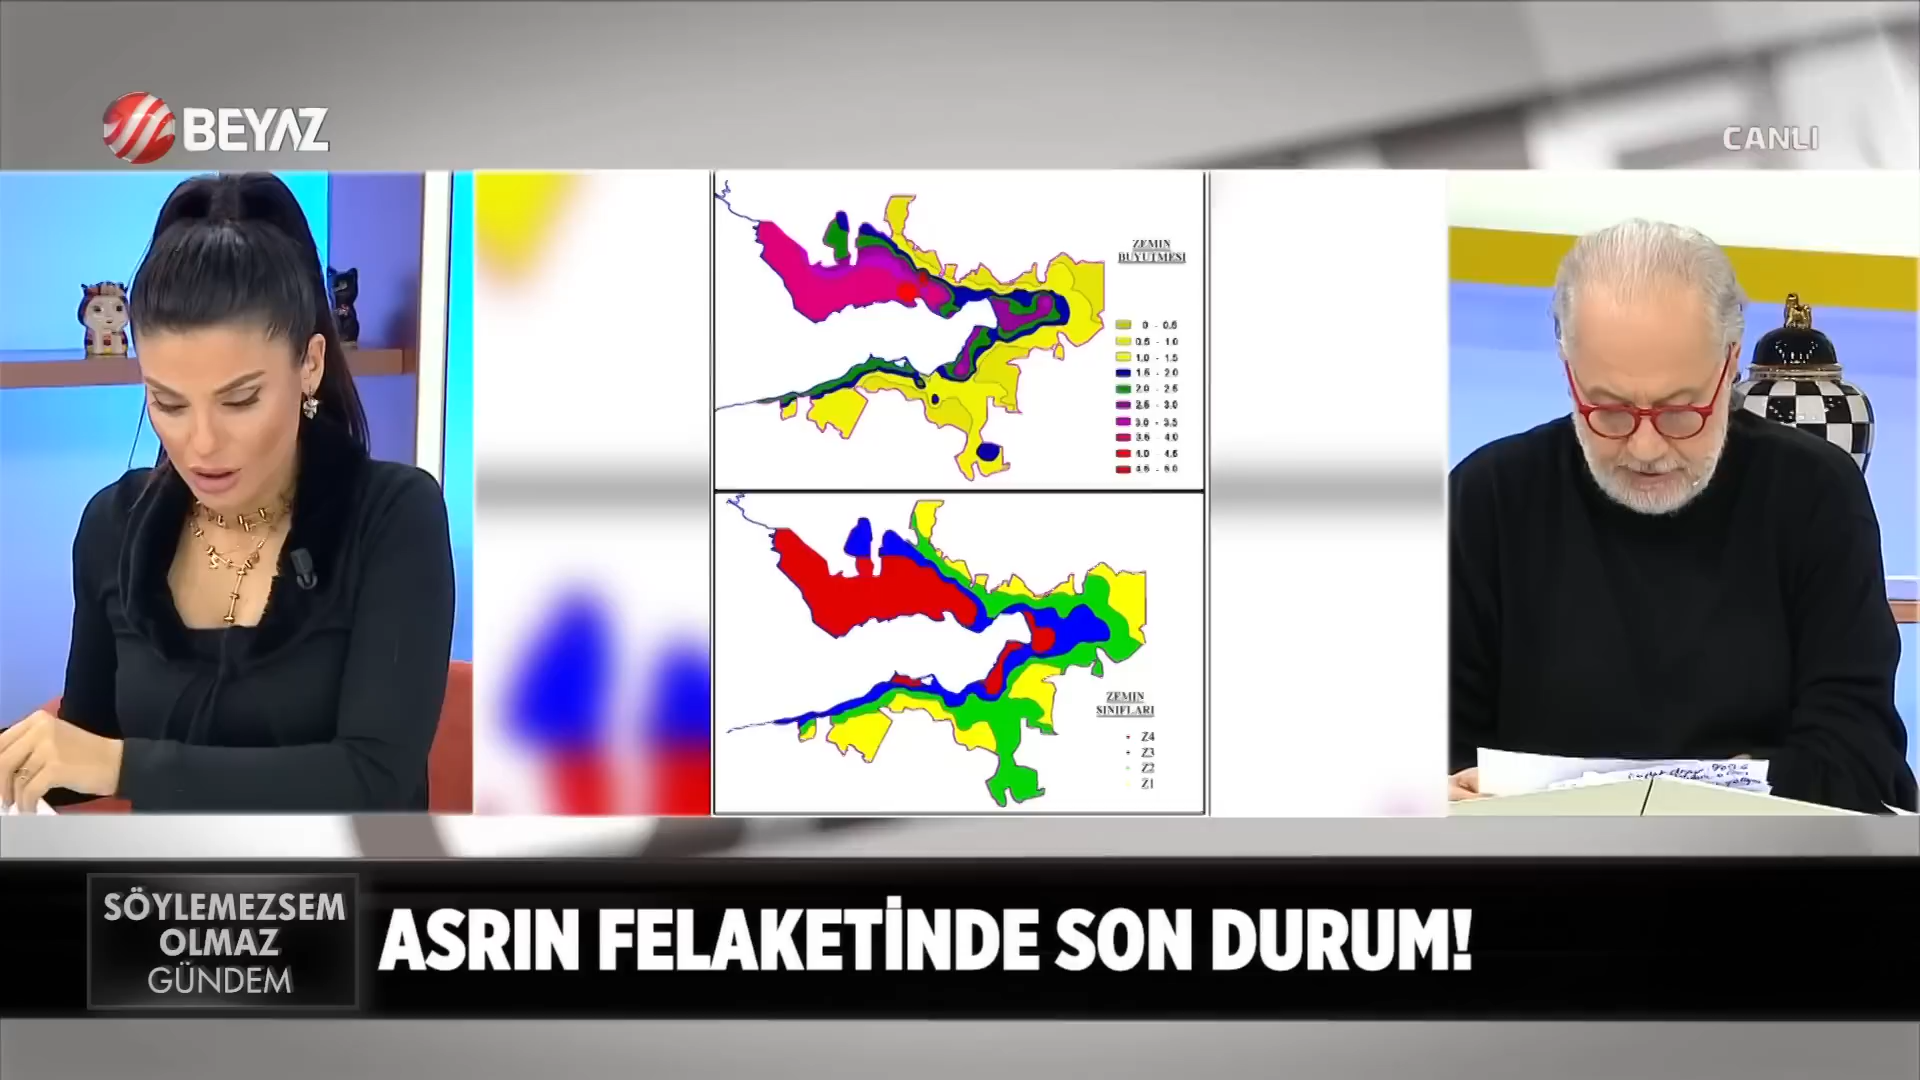 BEYAZ
CANLI
ZEMIN
BUYUTMESI
0 - 0.5
0.5 - 1.0
1.0 - 1.5
1.5 - 2.0
2.0 - 2.5
2.5 - 3.0
3.0 - 3.5
3.5 4.0
4.0 - 4.5
4.5 - 5.0
ZEMIN
SINIFLARI
Z4
Z3
Z2
Z1
SÖYLEMEZSEM
OLMAZ
GÜNDEM
ASRIN FELAKETİNDE SON DURUM!